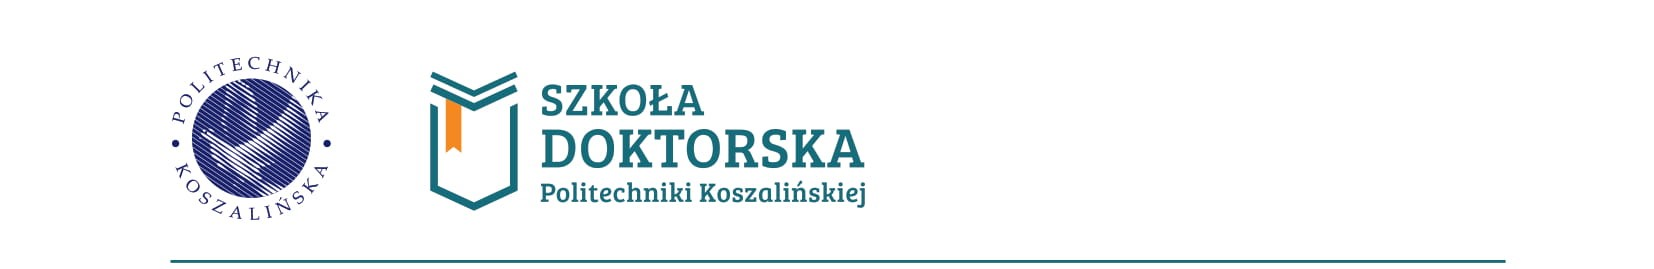 POLITECHNIKA
KOSZALIŃSKA
SZKOŁA
DOKTORSKA
Politechniki Koszalińskiej